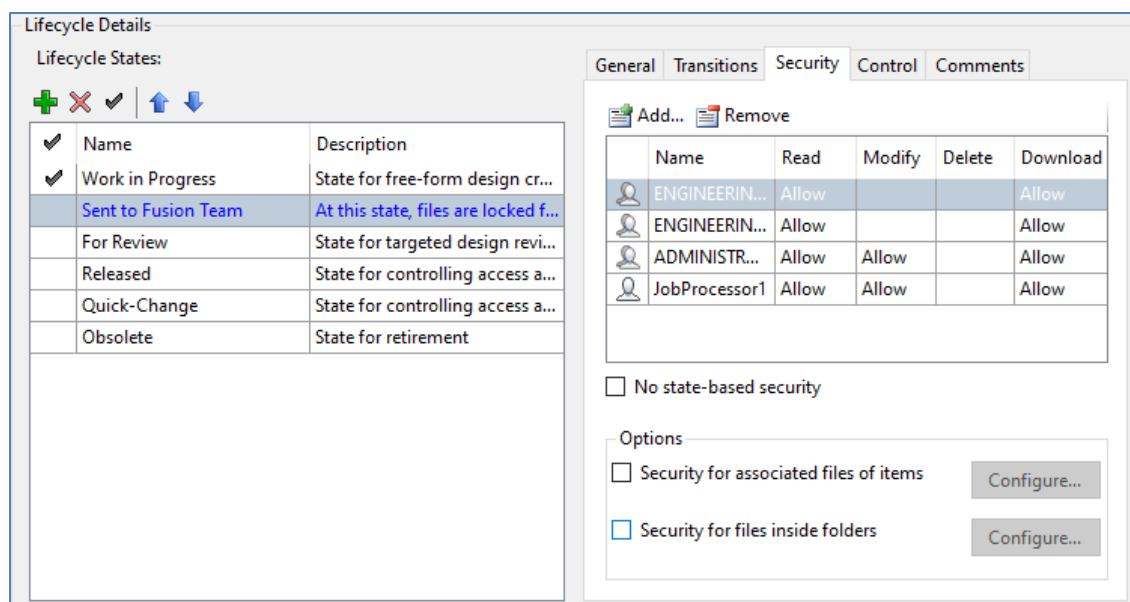 Lifecycle Details
Lifecycle States:
Name Description
Work in Progress State for free-form design cr...
Sent to Fusion Team At this state, files are locked f...
For Review State for targeted design revi...
Released State for controlling access a...
Quick-Change State for controlling access a...
Obsolete State for retirement
General Transitions Security Control Comments
Add... Remove
Name Read Modify Delete Download
ENGINEERIN... Allow Allow
ENGINEERIN... Allow Allow
ADMINISTR... Allow Allow Allow
JobProcessor1 Allow Allow Allow
No state-based security
Options
Security for associated files of items Configure...
Security for files inside folders Configure...